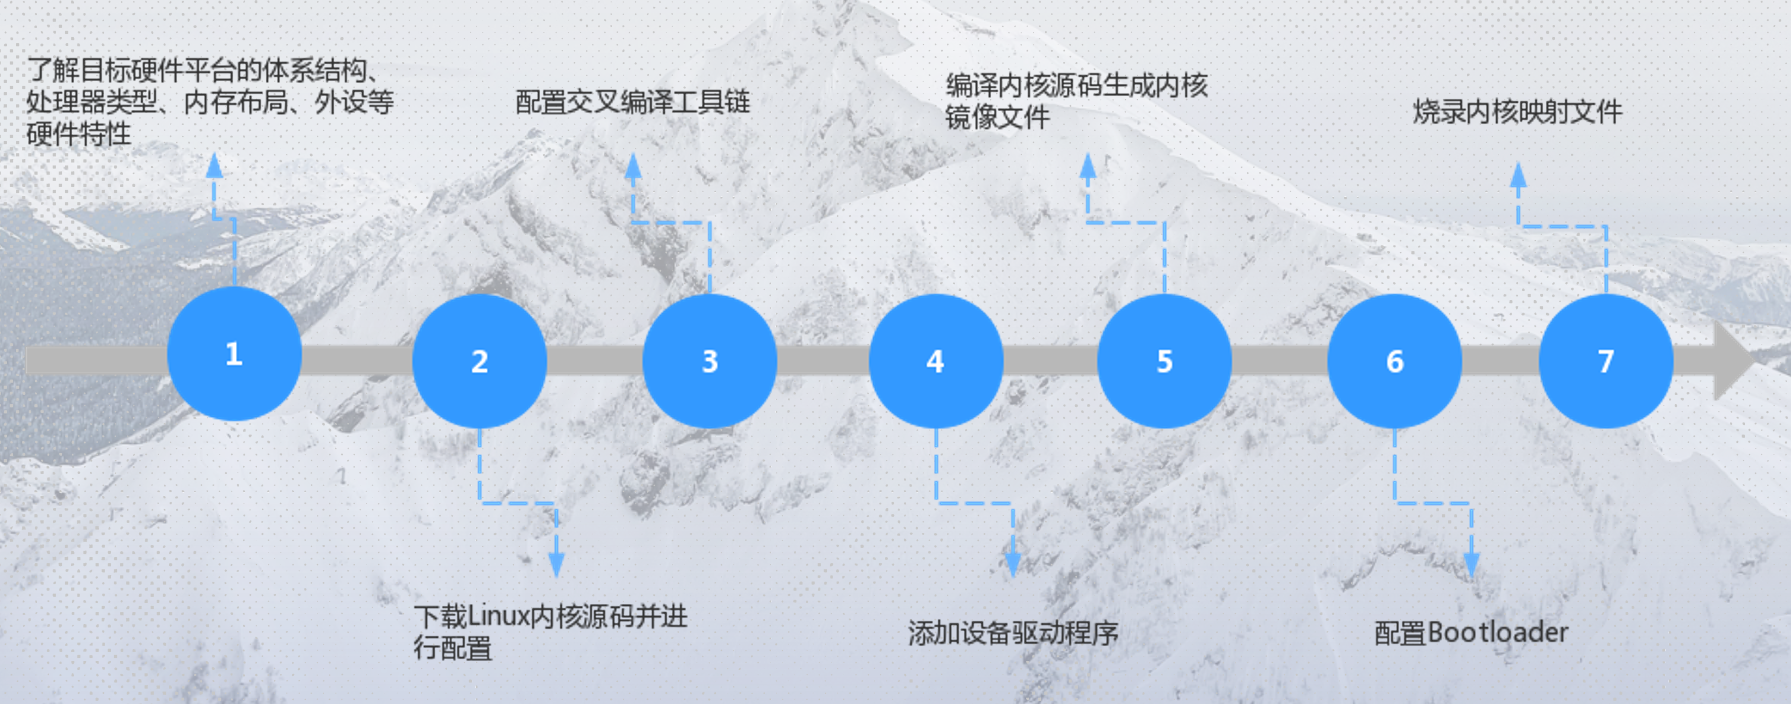 了解目标硬件平台的体系结构、
处理器类型、内存布局、外设等
硬件特性
配置交叉编译工具链
编译内核源码生成内核
镜像文件
烧录内核映射文件
1
2
3
4
5
6
7
下载Linux内核源码并进
行配置
添加设备驱动程序
配置Bootloader